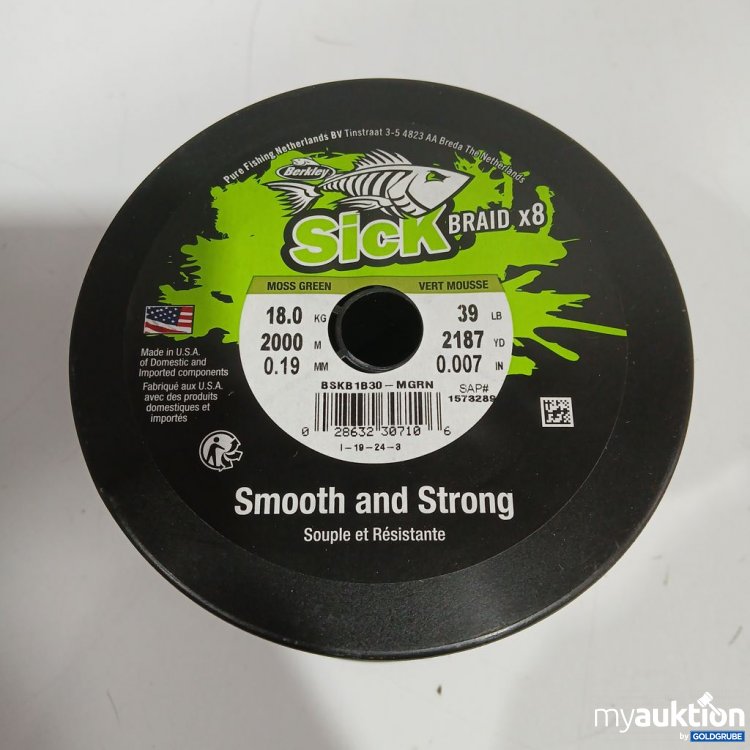 Pure Fishing Netherlands BV Tinstraat 3-5 4823 AA Breda The Netherlands
Berkley
Sick BRAID x8
MOSS GREEN VERT MOUSSE
18.0 KG 39 LB
2000 M 2187 YD
0.19 MM 0.007 IN
BSKB1B30-MGRN SAP#
1573289
Made in U.S.A.
of Domestic and
Imported components
Fabriqué aux U.S.A.
avec des produits
domestiques et
importés
0 28632 30710 6
I-19-24-3
Smooth and Strong
Souple et Résistante
myauktion
by GOLDGRUBE